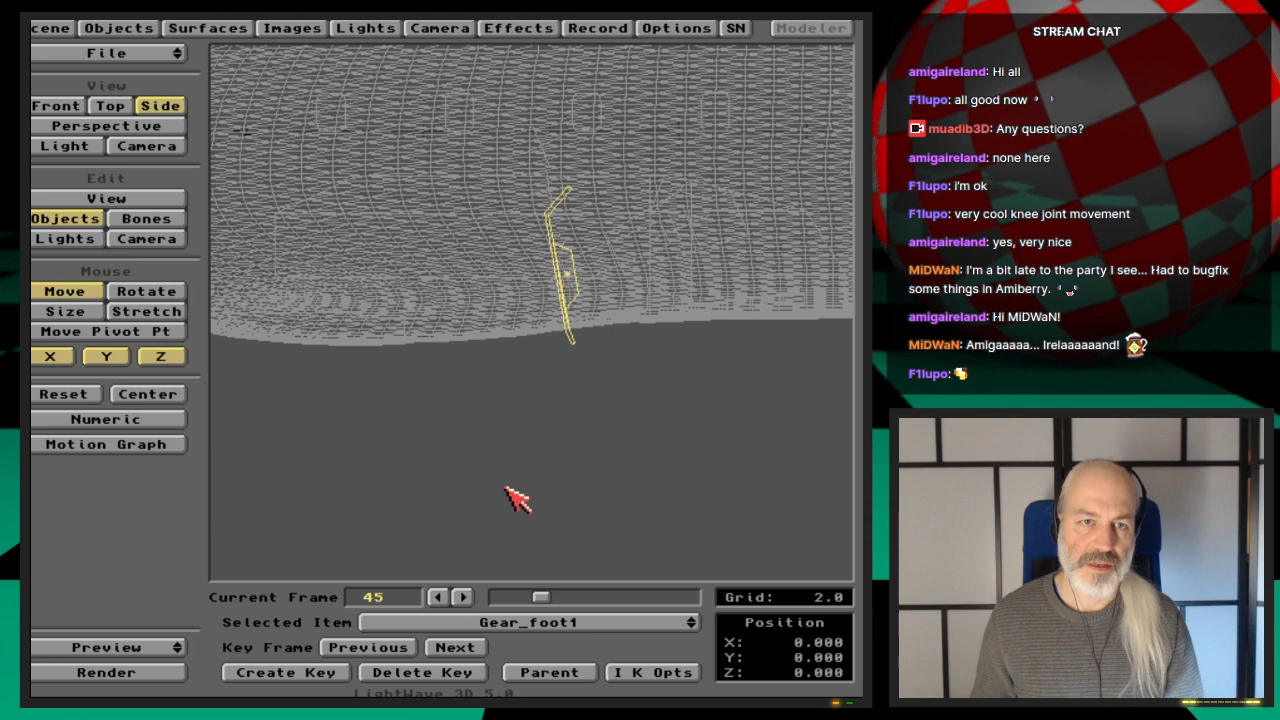 cene Objects Surfaces Images Lights Camera Effects Record Options SN Modeler
File
View
Front Top Side
Perspective
Light Camera
Edit
View
Objects Bones
Lights Camera
Mouse
Move Rotate
Size Stretch
Move Pivot Pt
X Y Z
Reset Center
Numeric
Motion Graph
Preview
Render
Current Frame 45
Selected Item Gear_foot1
Key Frame Previous Next
Create Key Delete Key Parent I K Opts
LightWave 3D 5.0
Grid: 2.0
Position
X: 0.000
Y: 0.000
Z: 0.000
STREAM CHAT
amigaireland: Hi all
F1lupo: all good now
muadib3D: Any questions?
amigaireland: none here
F1lupo: i'm ok
F1lupo: very cool knee joint movement
amigaireland: yes, very nice
MiDWaN: I'm a bit late to the party I see... Had to bugfix
some things in Amiberry.
amigaireland: Hi MiDWaN!
MiDWaN: Amigaaaaa... Irelaaaaaand!
F1lupo: